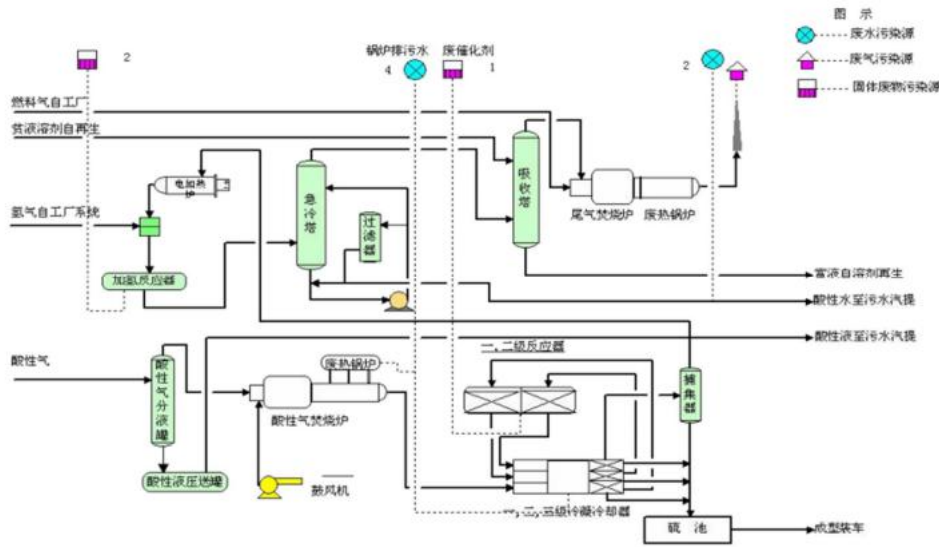 图 示
废水污染源
废气污染源
固体废物污染源
2
锅炉排污水
4
废催化剂
1
2
燃料气自工厂
贫液溶剂自再生
电加热炉
急冷塔
过滤器
吸收塔
尾气焚烧炉
废热锅炉
氢气自工厂系统
加氢反应器
富液自溶剂再生
酸性水至污水汽提
酸性液至污水汽提
酸性气
酸性气分液罐
废热锅炉
酸性气焚烧炉
一,二级反应器
捕集器
酸性液压送罐
鼓风机
一,二,三级冷凝冷却器
硫 池
成型装车